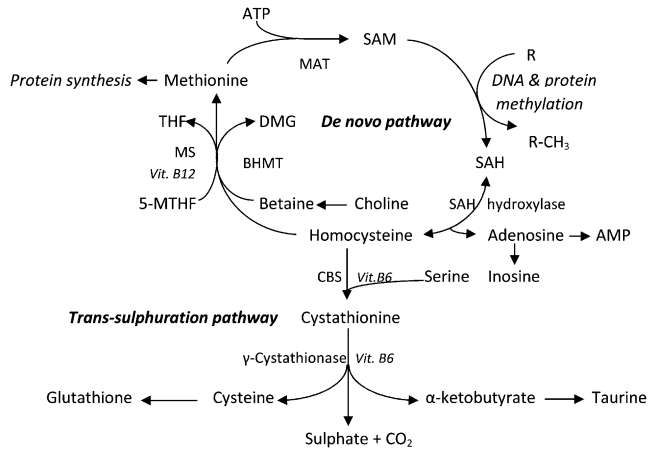 ATP
SAM
MAT
R
Protein synthesis
Methionine
DNA & protein
methylation
THF
DMG
De novo pathway
R-CH₃
MS
BHMT
SAH
Vit. B12
5-MTHF
Betaine
Choline
SAH hydroxylase
Homocysteine
Adenosine
AMP
CBS
Vit.B6
Serine
Inosine
Trans-sulphuration pathway
Cystathionine
γ-Cystathionase
Vit. B6
Glutathione
Cysteine
α-ketobutyrate
Taurine
Sulphate + CO₂